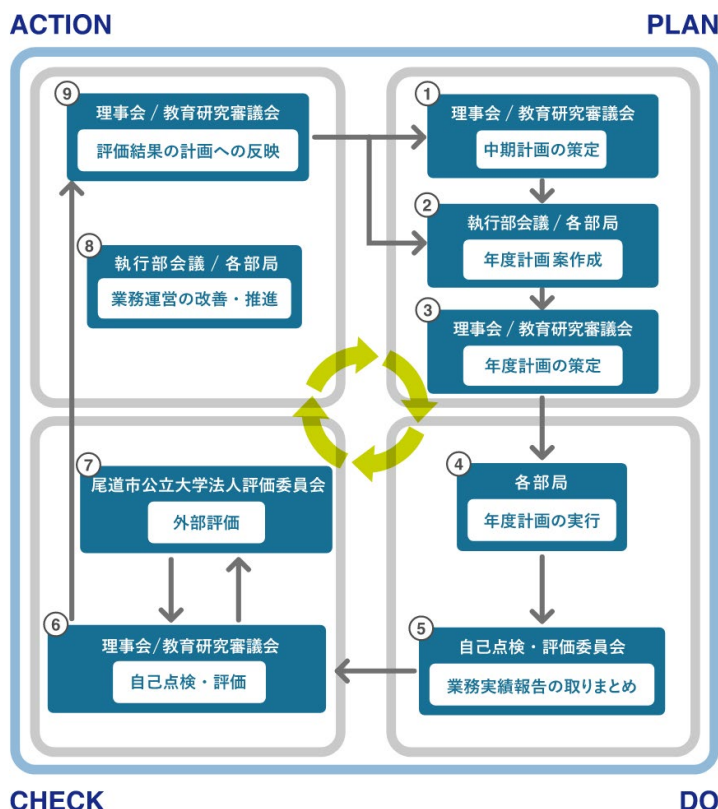 ACTION
PLAN
⑨
理事会 / 教育研究審議会
評価結果の計画への反映
⑧
執行部会議 / 各部局
業務運営の改善・推進
①
理事会 / 教育研究審議会
中期計画の策定
②
執行部会議 / 各部局
年度計画案作成
③
理事会 / 教育研究審議会
年度計画の策定
⑦
尾道市公立大学法人評価委員会
外部評価
⑥
理事会/教育研究審議会
自己点検・評価
④
各部局
年度計画の実行
⑤
自己点検・評価委員会
業務実績報告の取りまとめ
CHECK
DO